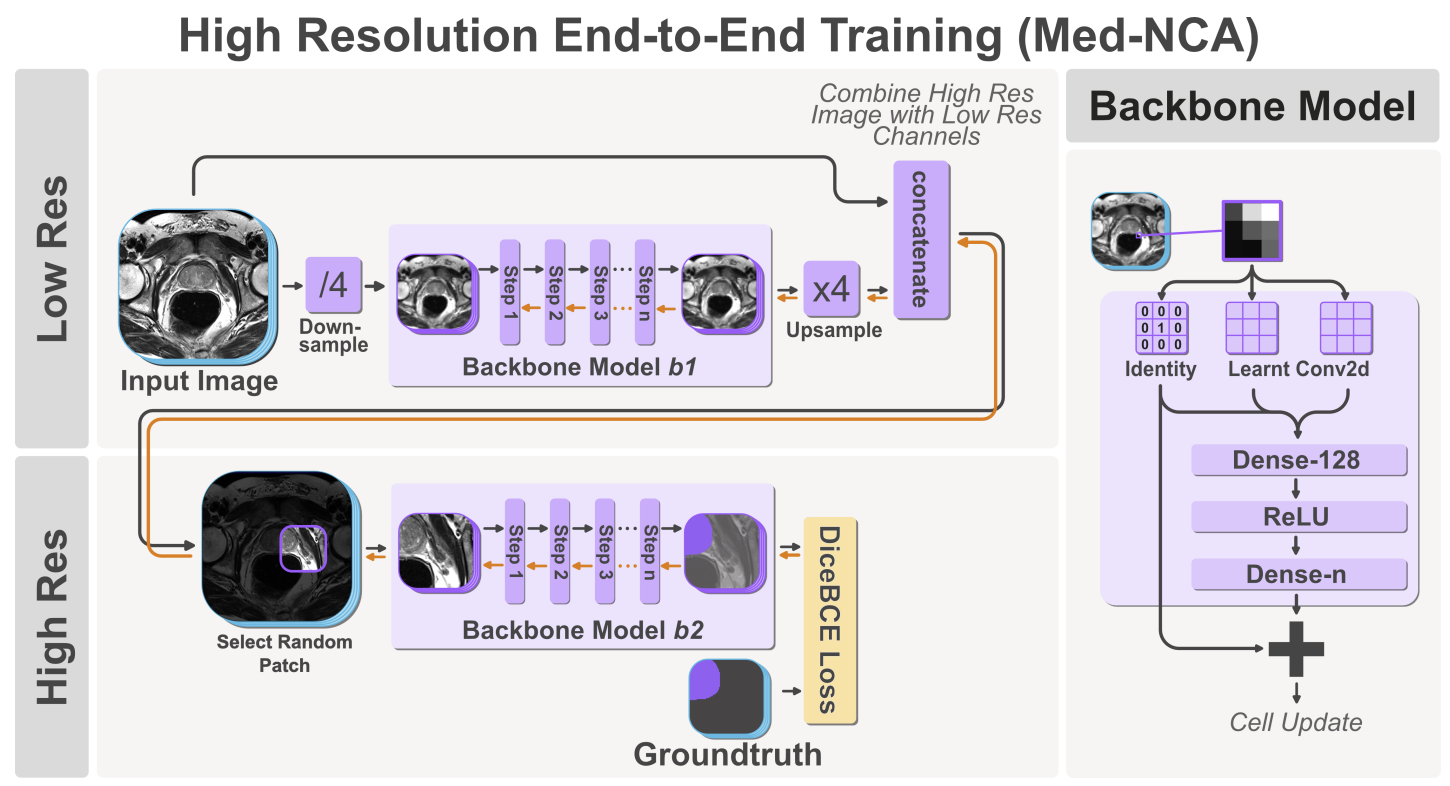 High Resolution End-to-End Training (Med-NCA)
Low Res
Combine High Res
Image with Low Res
Channels
concatenate
Input Image
/4
Down-
sample
Step 1
Step 2
Step 3
Step n
Backbone Model b1
x4
Upsample
High Res
Select Random
Patch
Step 1
Step 2
Step 3
Step n
Backbone Model b2
DiceBCE Loss
Groundtruth
Backbone Model
0 0 0
0 1 0
0 0 0
Identity
Learnt Conv2d
Dense-128
ReLU
Dense-n
Cell Update